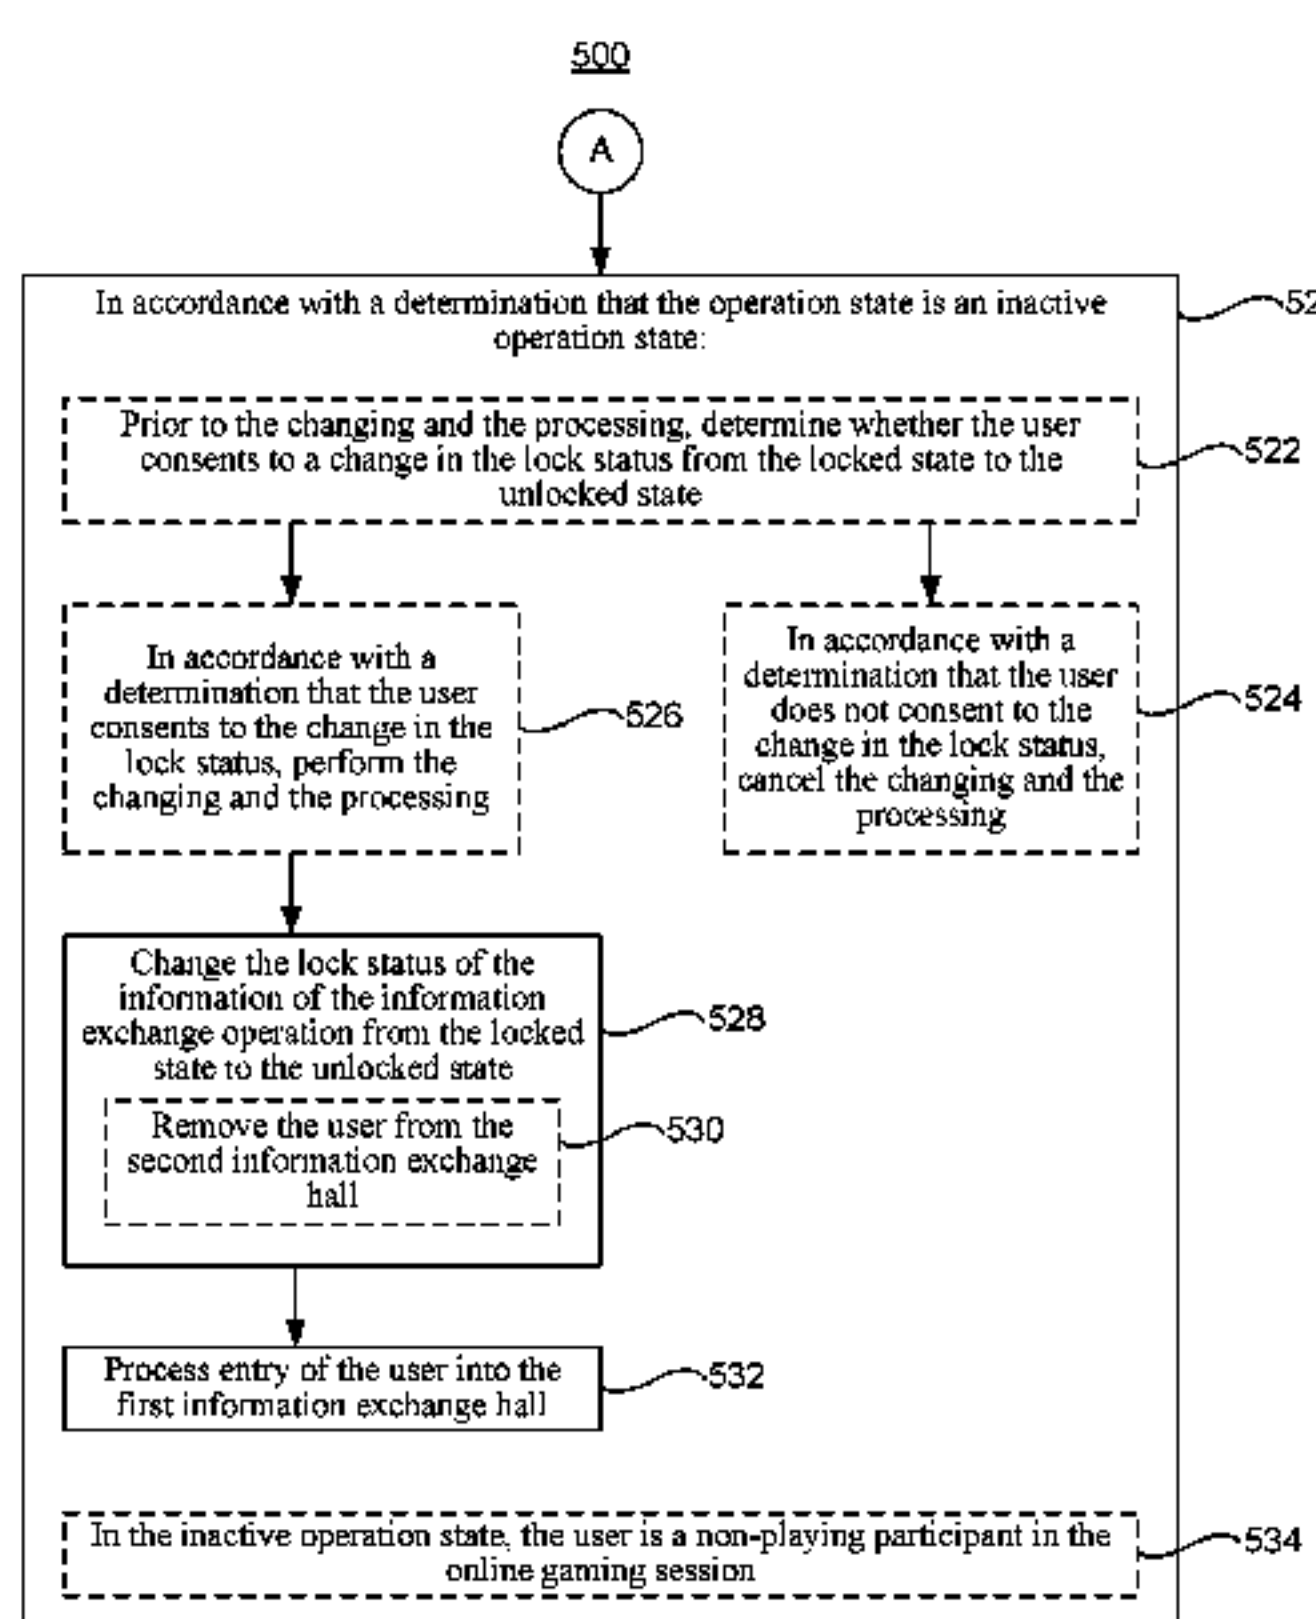 500
A
In accordance with a determination that the operation state is an inactive
operation state:
52
Prior to the changing and the processing, determine whether the user
consents to a change in the lock status from the locked state to the
unlocked state
522
In accordance with a
determination that the user
consents to the change in the
lock status, perform the
changing and the processing
526
In accordance with a
determination that the user
does not consent to the
change in the lock status,
cancel the changing and the
processing
524
Change the lock status of the
information of the information
exchange operation from the locked
state to the unlocked state
528
Remove the user from the
second information exchange
hall
530
Process entry of the user into the
first information exchange hall
532
In the inactive operation state, the user is a non-playing participant in the
online gaming session
534